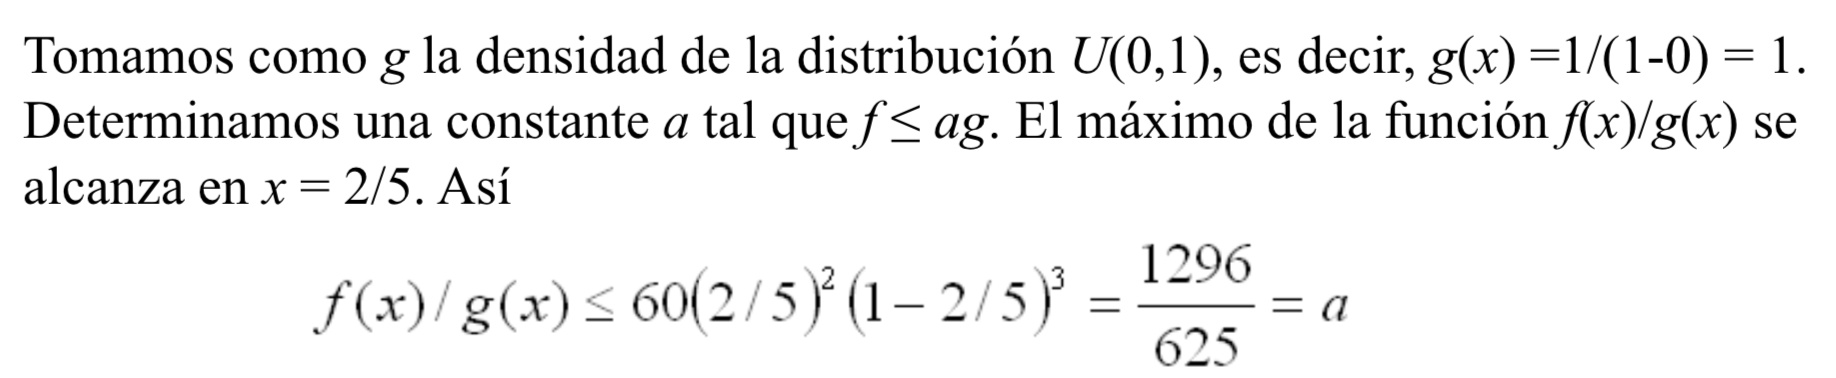 Tomamos como g la densidad de la distribución U(0,1), es decir, g(x) =1/(1-0) = 1.
Determinamos una constante a tal que f ≤ ag. El máximo de la función f(x)/g(x) se
alcanza en x = 2/5. Así
f(x)/g(x) ≤ 60(2/5)²(1−2/5)³ = 1296/625 = a